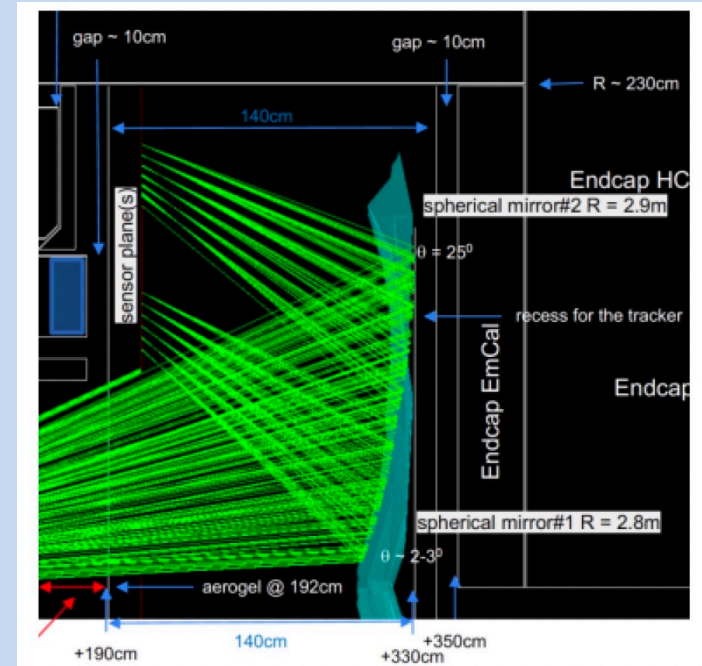 gap ~ 10cm
gap ~ 10cm
R ~ 230cm
140cm
Endcap HC
spherical mirror#2 R = 2.9m
sensor plane(s)
θ = 25⁰
recess for the tracker
Endcap EmCal
Endcap
spherical mirror#1 R = 2.8m
θ ~ 2-3⁰
aerogel @ 192cm
140cm
+350cm
+190cm
+330cm